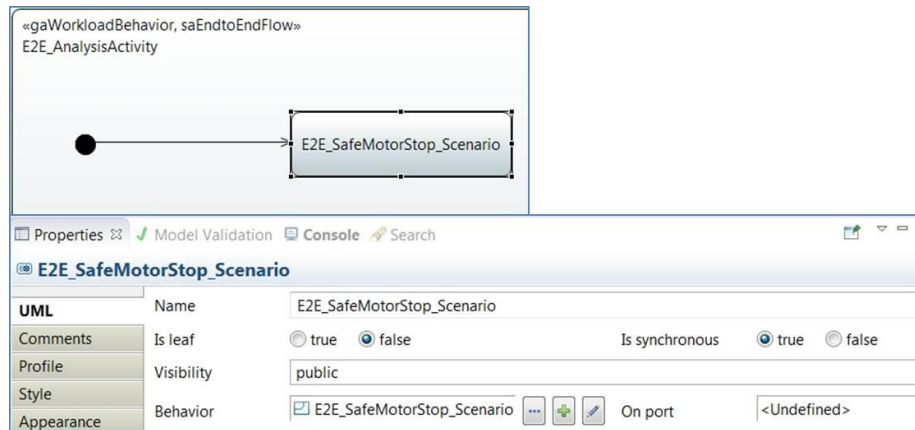 «gaWorkloadBehavior, saEndtoEndFlow»
E2E_AnalysisActivity
E2E_SafeMotorStop_Scenario
Properties Model Validation Console Search
E2E_SafeMotorStop_Scenario
UML Name E2E_SafeMotorStop_Scenario
Comments Is leaf true false Is synchronous true false
Profile Visibility public
Style
Appearance Behavior E2E_SafeMotorStop_Scenario ... On port <Undefined>